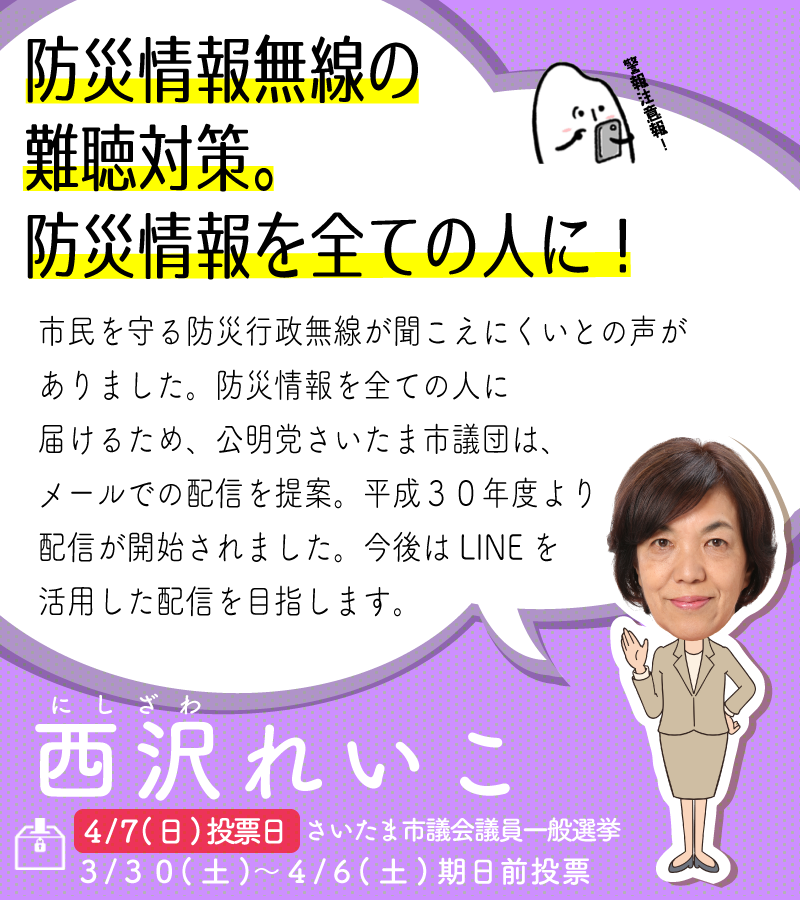 防災情報無線の
難聴対策。
防災情報を全ての人に！
警報注意報！
市民を守る防災行政無線が聞こえにくいとの声が
ありました。防災情報を全ての人に
届けるため、公明党さいたま市議団は、
メールでの配信を提案。平成３０年度より
配信が開始されました。今後は LINE を
活用した配信を目指します。
にしざわ
西沢れいこ
4/7(日)投票日 さいたま市議会議員一般選挙
３/３０(土)〜４/６(土)期日前投票